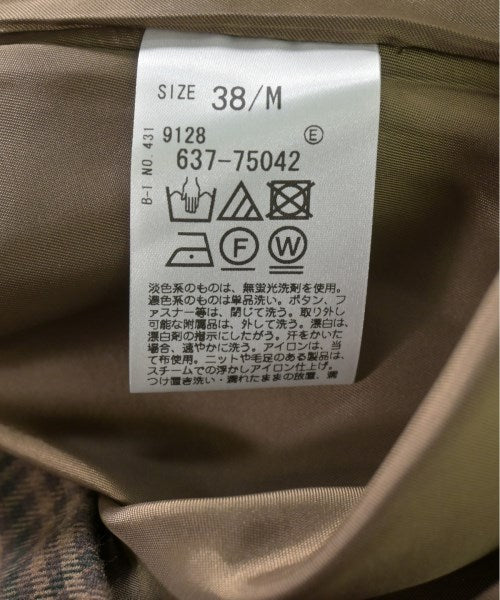 SIZE 38/M
B-I NO. 431
9128 Ⓔ
637-75042
F W
淡色系のものは、無蛍光洗剤を使用。
濃色系のものは単品洗い。ボタン、フ
ァスナー等は、閉じて洗う。取り外し
可能な附属品は、外して洗う。漂白は、
漂白剤の指示にしたがう。汗をかいた
場合、速やかに洗う。アイロンは、当
て布使用。ニットや毛足のある製品は、
スチームでの浮かしアイロン仕上げ。
つけ置き洗い・濡れたままの放置、濡